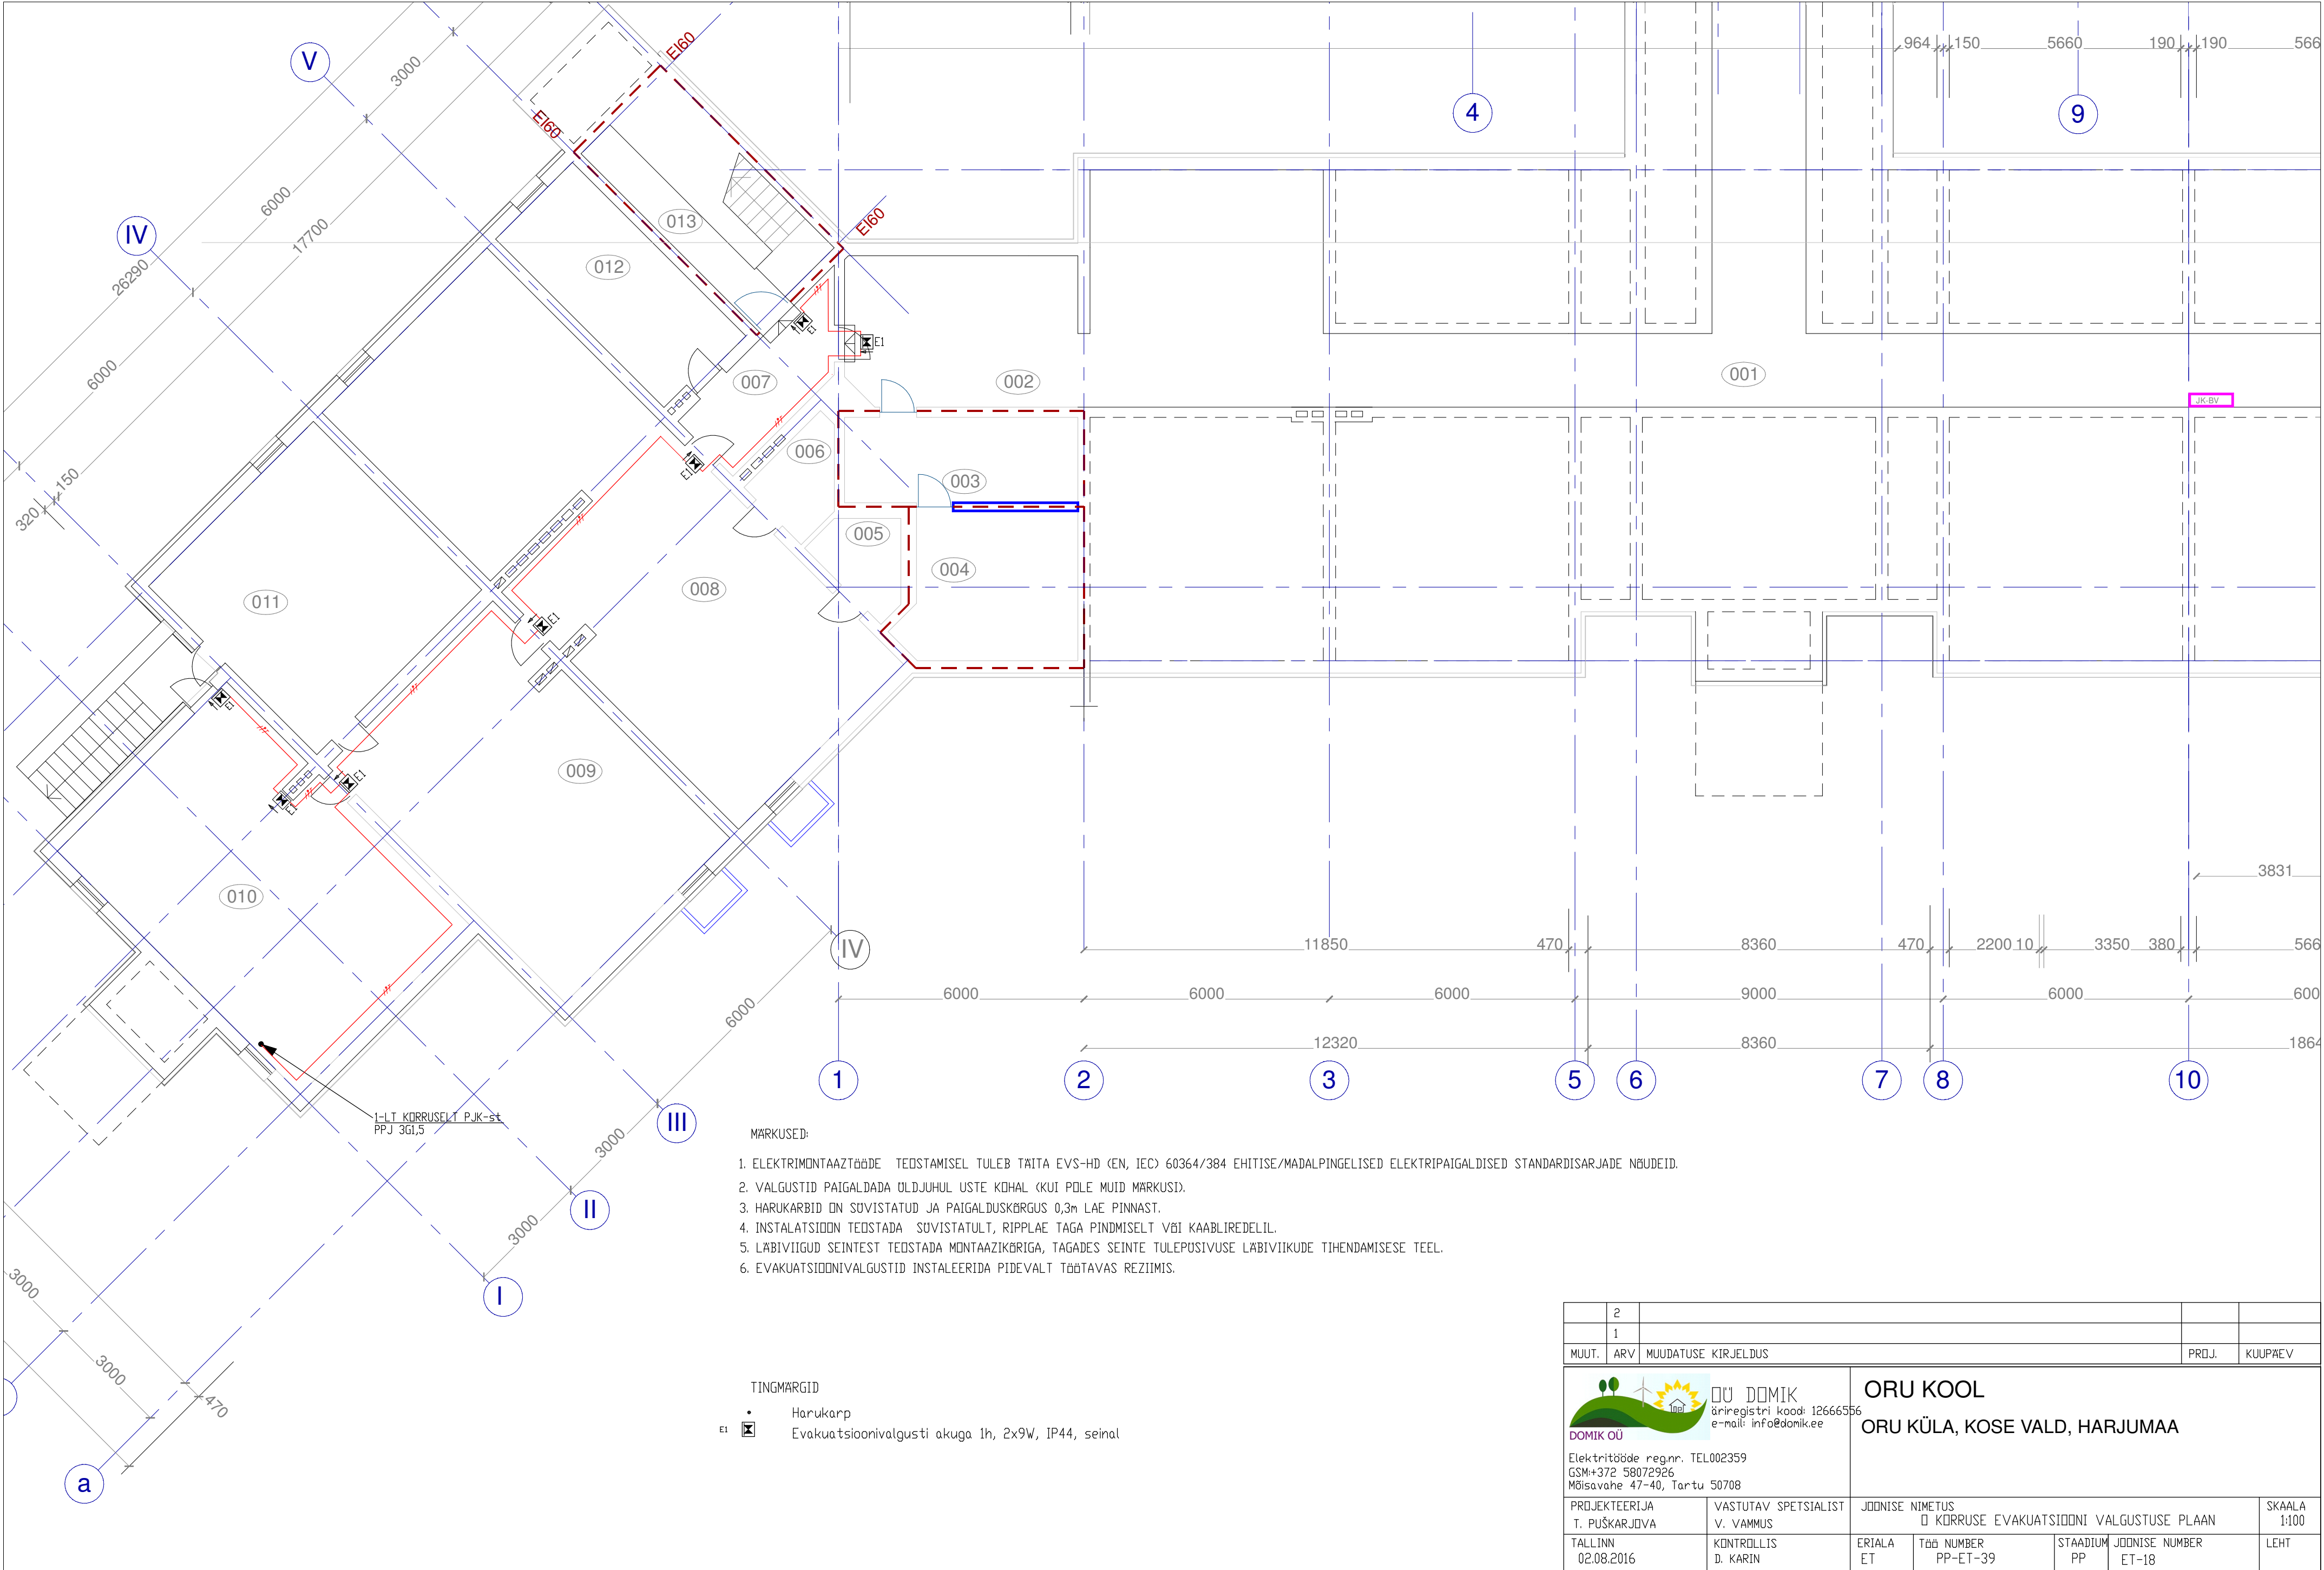 V
3000
EI60
EI60
4
964
150
5660
190
190
566
9
IV
6000
17700
26290
013
EI60
012
E1
E1
6000
007
002
001
JK-BV
006
003
E1
150
320
005
004
008
011
E1
E1
009
E1
E1
010
3831
IV
11850
470
8360
470
2200
10
3350
380
566
6000
6000
6000
6000
9000
6000
600
12320
8360
1864
1
2
3
5
6
7
8
10
1-LT KORRUSELT PJK-st
PPJ 3G1,5
III
3000
II
3000
I
3000
3000
470
a
MÄRKUSED:
1. ELEKTRIMONTAAZTööDE TEOSTAMISEL TULEB TÄITA EVS-HD (EN, IEC) 60364/384 EHITISE/MADALPINGELISED ELEKTRIPAIGALDISED STANDARDISARJADE NÕUDEID.
2. VALGUSTID PAIGALDADA ÜLDJUHUL USTE KOHAL (KUI POLE MUID MÄRKUSI).
3. HARUKARBID ON SÜVISTATUD JA PAIGALDUSKÕRGUS 0,3m LAE PINNAST.
4. INSTALATSIOON TEOSTADA SÜVISTATULT, RIPPLAE TAGA PINDMISELT VÕI KAABLIREDELIL.
5. LÄBIVIIGUD SEINTEST TEOSTADA MONTAAZIKÕRIGA, TAGADES SEINTE TULEPÜSIVUSE LÄBIVIIKUDE TIHENDAMISESE TEEL.
6. EVAKUATSIOONIVALGUSTID INSTALEERIDA PIDEVALT TÖÖTAVAS REZIIMIS.
TINGMÄRGID
Harukarp
E1 Evakuatsioonivalgusti akuga 1h, 2x9W, IP44, seinal
2
1
MUUT. ARV MUUDATUSE KIRJELDUS PROJ. KUUPÄEV
DOMIK OÜ
OÜ DOMIK
äriregistri kood: 12666556
e-mail: info@domik.ee
Elektritööde reg.nr. TEL002359
GSM:+372 58072926
Mõisavahe 47-40, Tartu 50708
ORU KOOL
ORU KÜLA, KOSE VALD, HARJUMAA
PROJEKTEERIJA
T. PUŠKARJOVA
VASTUTAV SPETSIALIST
V. VAMMUS
JOONISE NIMETUS
0 KORRUSE EVAKUATSIOONI VALGUSTUSE PLAAN
SKAALA
1:100
TALLINN
02.08.2016
KONTROLLIS
D. KARIN
ERIALA
ET
Töö NUMBER
PP-ET-39
STAADIUM
PP
JOONISE NUMBER
ET-18
LEHT